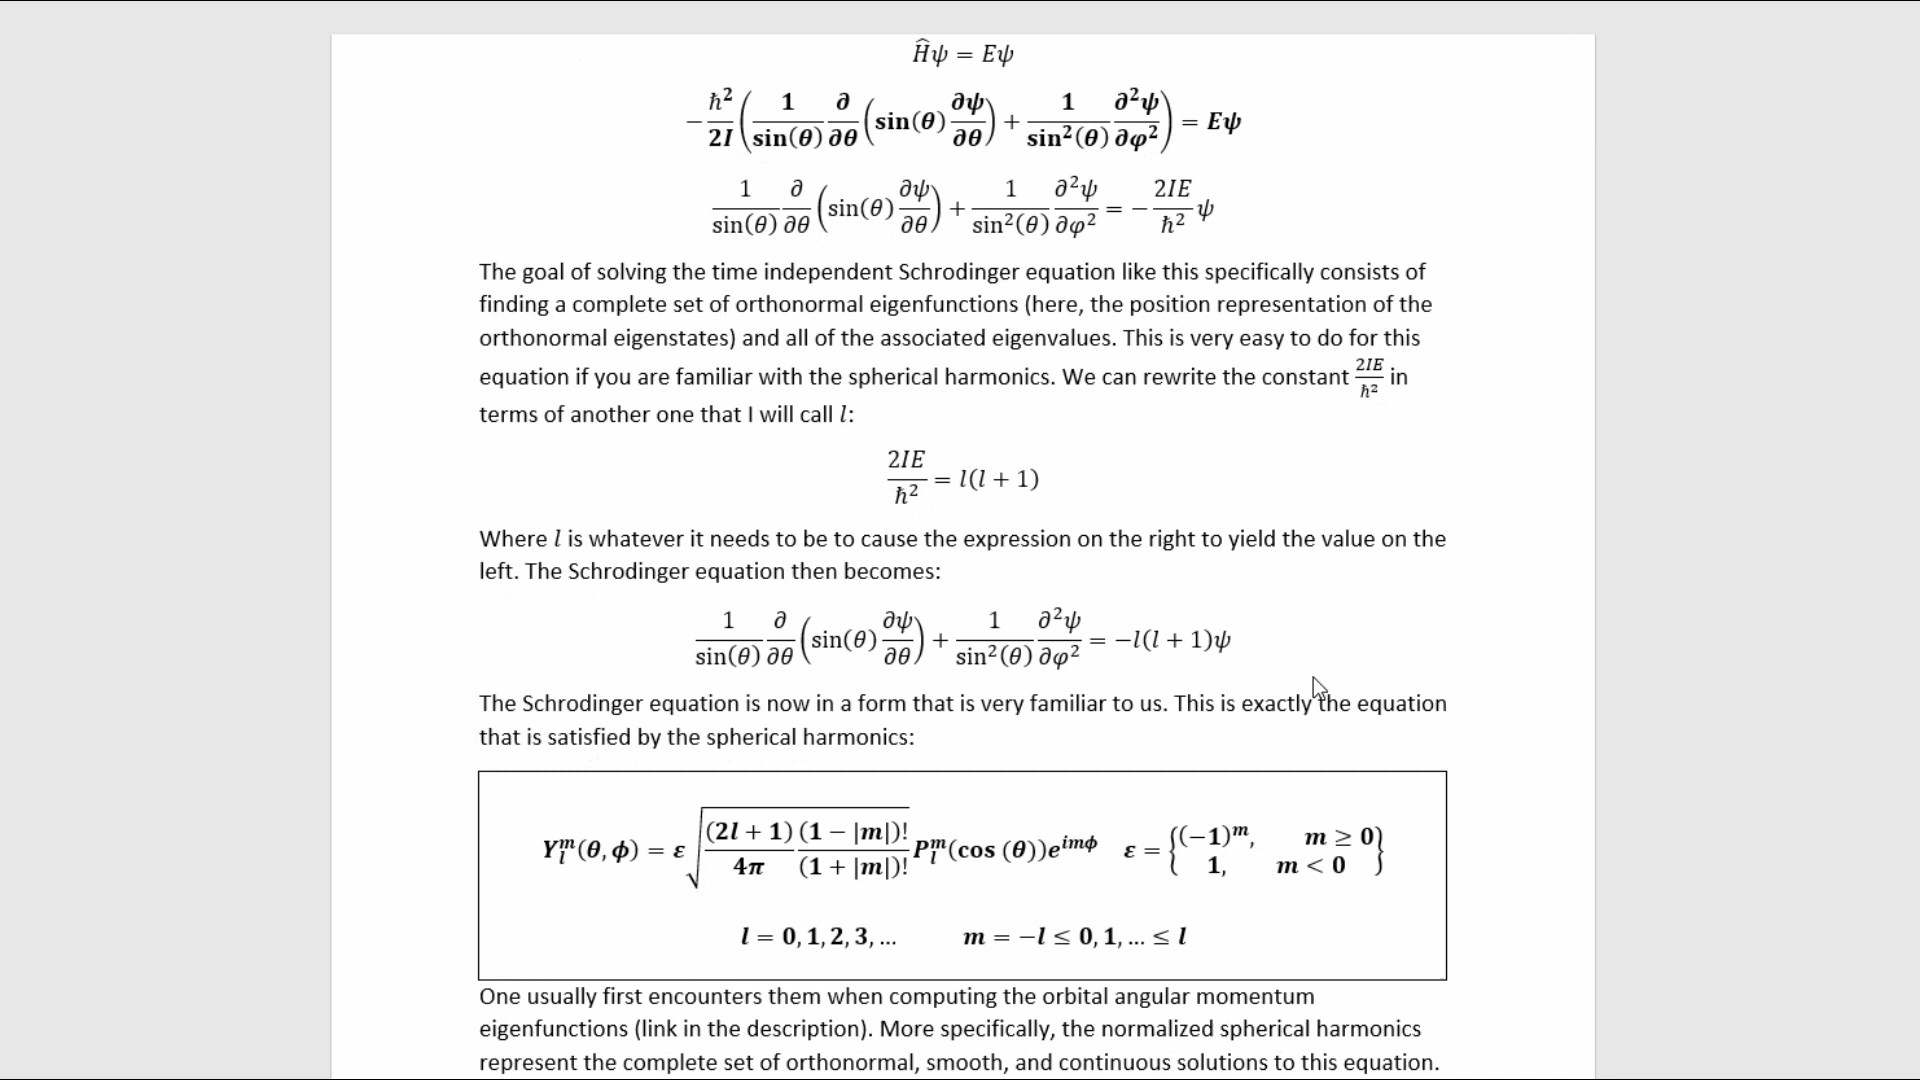 Ĥψ = Eψ
−ħ²/2I (1/sin(θ) ∂/∂θ (sin(θ) ∂ψ/∂θ) + 1/sin²(θ) ∂²ψ/∂φ²) = Eψ
1/sin(θ) ∂/∂θ (sin(θ) ∂ψ/∂θ) + 1/sin²(θ) ∂²ψ/∂φ² = − 2IE/ħ² ψ
The goal of solving the time independent Schrodinger equation like this specifically consists of
finding a complete set of orthonormal eigenfunctions (here, the position representation of the
orthonormal eigenstates) and all of the associated eigenvalues. This is very easy to do for this
equation if you are familiar with the spherical harmonics. We can rewrite the constant 2IE/ħ² in
terms of another one that I will call l:
2IE/ħ² = l(l + 1)
Where l is whatever it needs to be to cause the expression on the right to yield the value on the
left. The Schrodinger equation then becomes:
1/sin(θ) ∂/∂θ (sin(θ) ∂ψ/∂θ) + 1/sin²(θ) ∂²ψ/∂φ² = −l(l + 1)ψ
The Schrodinger equation is now in a form that is very familiar to us. This is exactly the equation
that is satisfied by the spherical harmonics:
Yₗᵐ(θ, ϕ) = ε √((2l + 1)/4π (1 − |m|)!/(1 + |m|)!) Pₗᵐ(cos (θ))eⁱᵐᶲ ε = {(−1)ᵐ, m ≥ 0; 1, m < 0}
l = 0, 1, 2, 3, … m = −l ≤ 0, 1, … ≤ l
One usually first encounters them when computing the orbital angular momentum
eigenfunctions (link in the description). More specifically, the normalized spherical harmonics
represent the complete set of orthonormal, smooth, and continuous solutions to this equation.